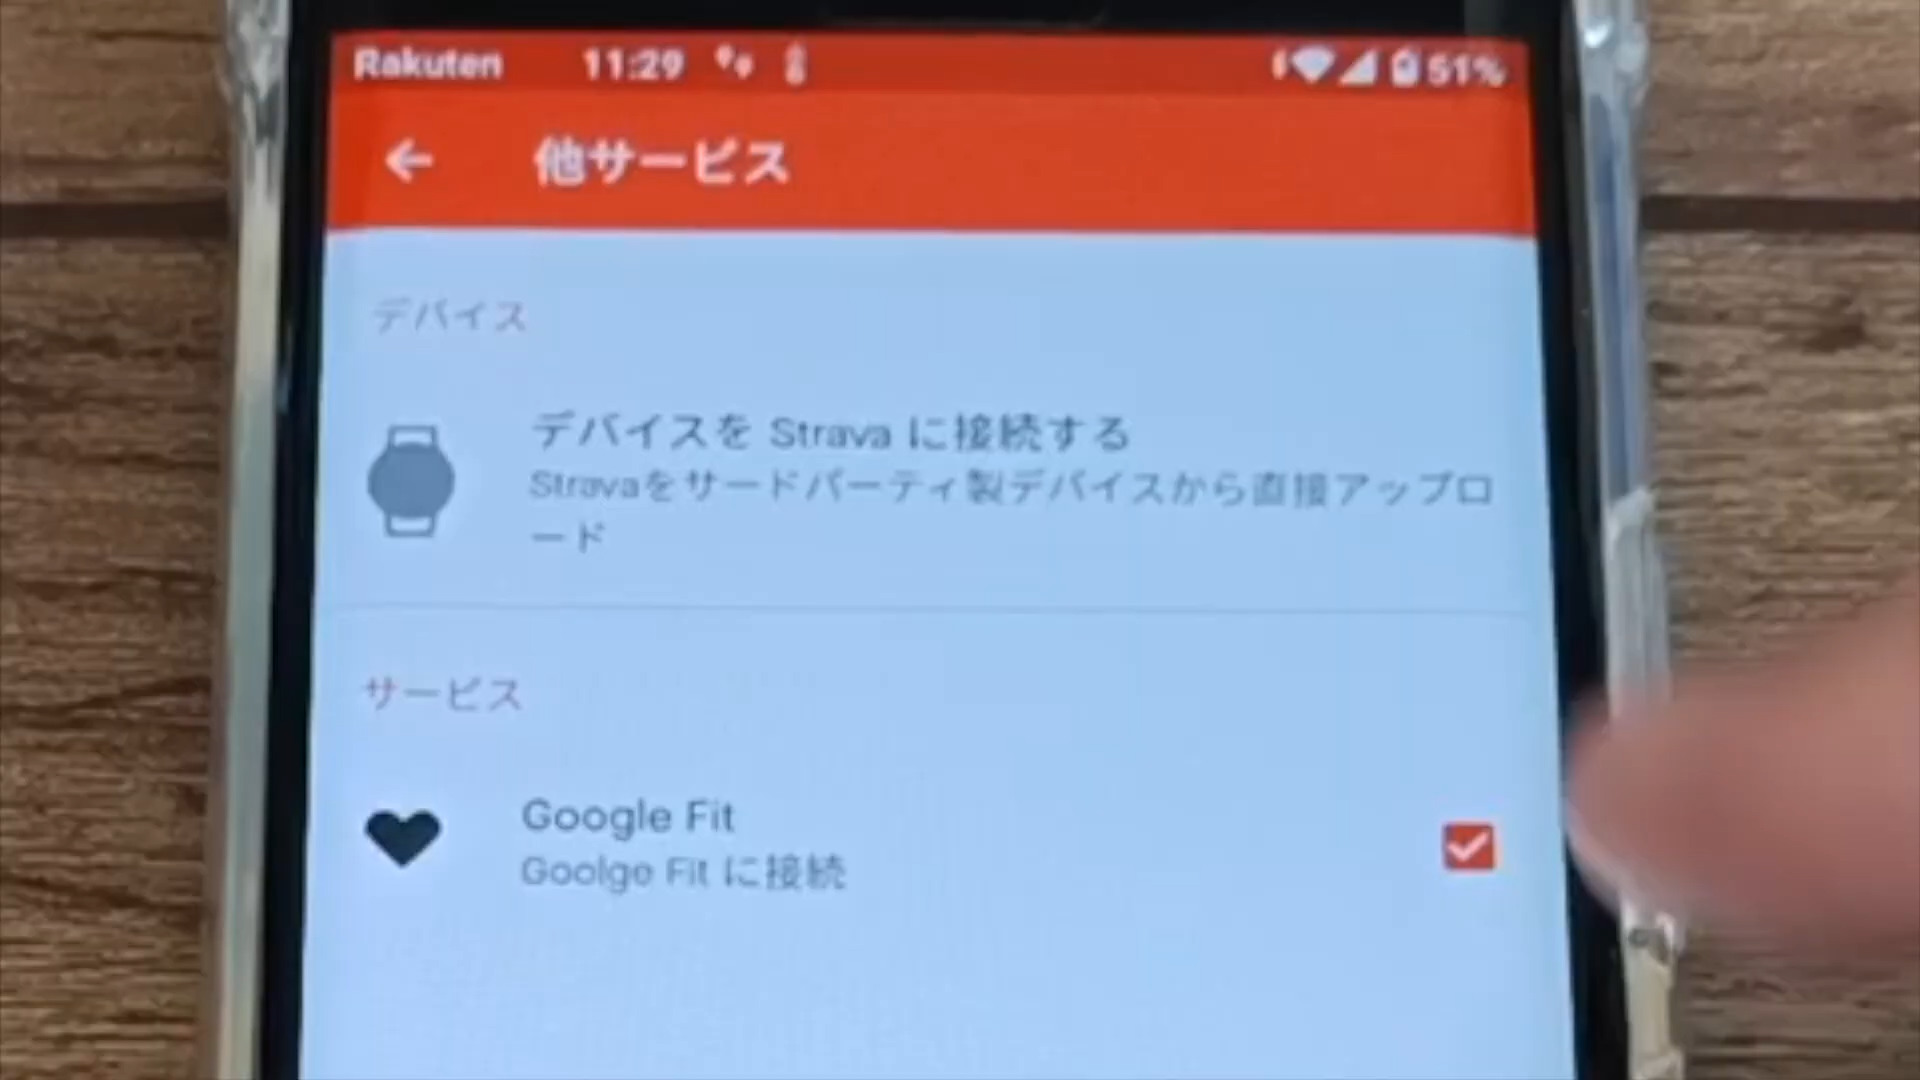 Rakuten 11:29 51%
他サービス
デバイス
デバイスを Strava に接続する
Stravaをサードパーティ製デバイスから直接アップロ
ード
サービス
Google Fit
Goolge Fit に接続